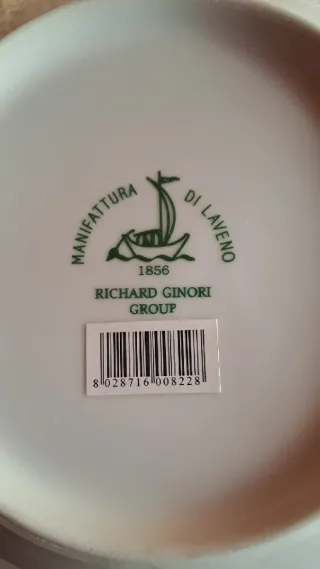 MANIFATTURA DI LAVENO
1856
RICHARD GINORI
GROUP
8 028716 008228